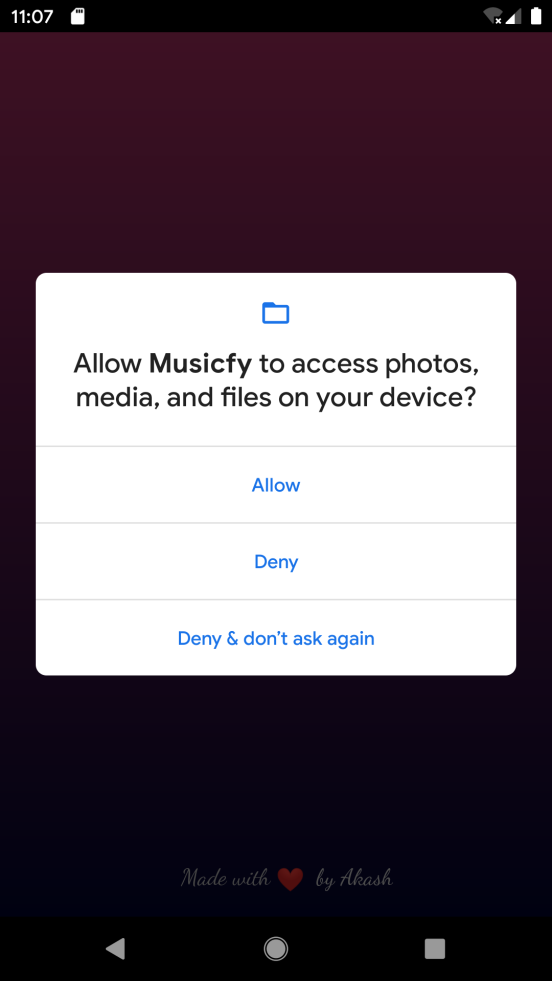 11:07
Allow Musicfy to access photos,
media, and files on your device?
Allow
Deny
Deny & don't ask again
Made with ❤️ by Akash